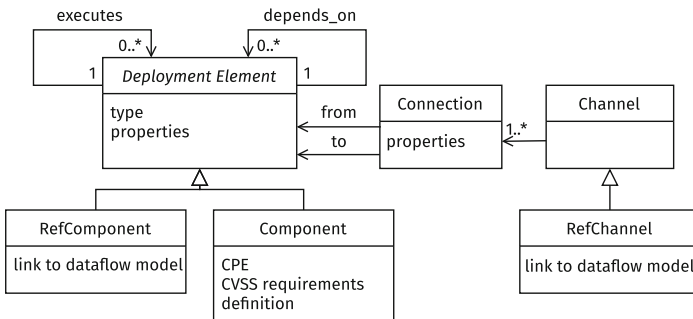 executes
depends_on
0..*
0..*
1
Deployment Element
1
type
properties
from
to
Connection
properties
1..*
Channel
RefComponent
link to dataflow model
Component
CPE
CVSS requirements
definition
RefChannel
link to dataflow model